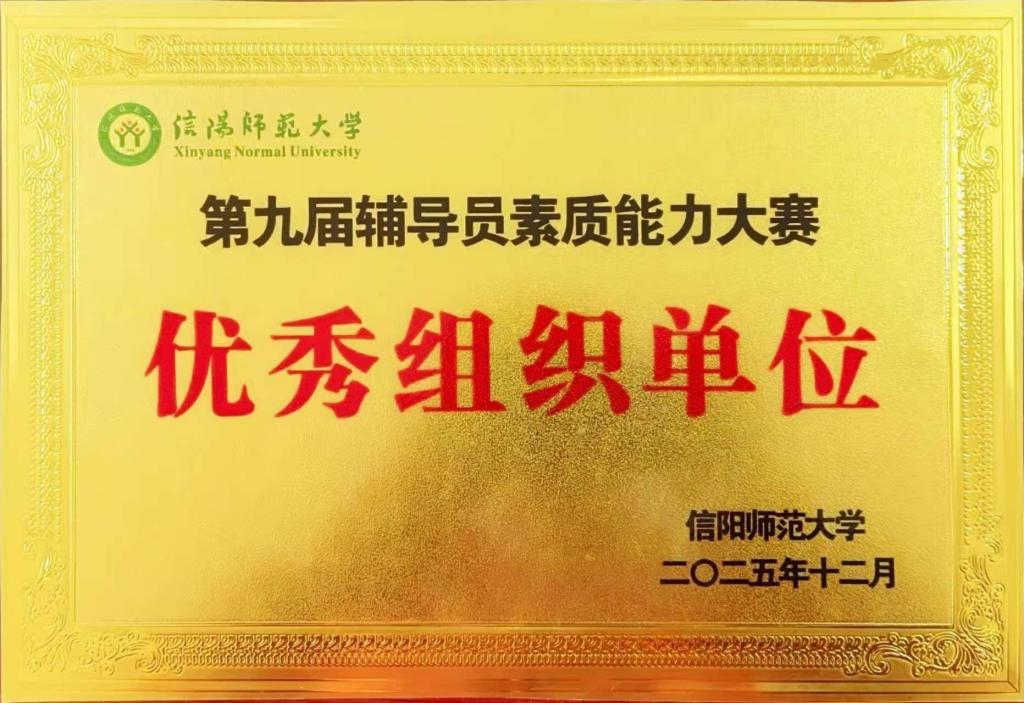 信阳师范大学
Xinyang Normal University
第九届辅导员素质能力大赛
优秀组织单位
信阳师范大学
二〇二五年十二月